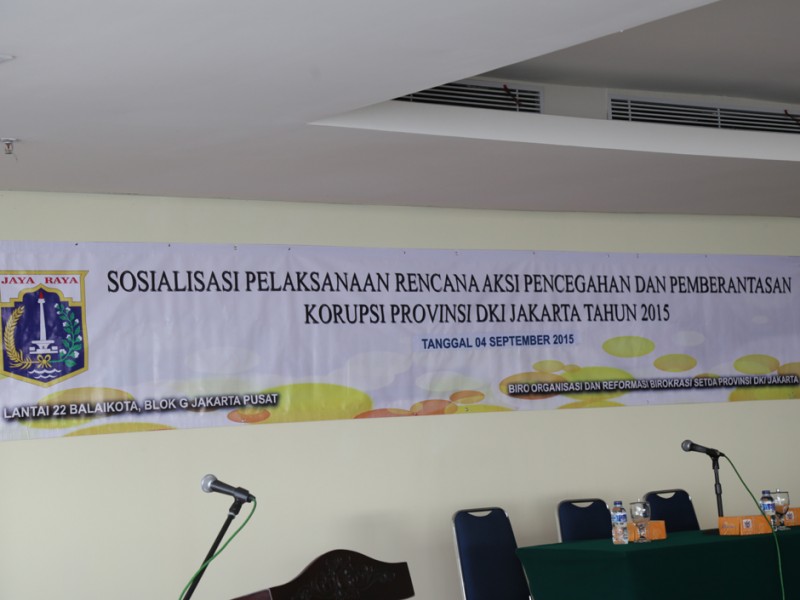 JAYA RAYA
SOSIALISASI PELAKSANAAN RENCANA AKSI PENCEGAHAN DAN PEMBERANTASAN
KORUPSI PROVINSI DKI JAKARTA TAHUN 2015
TANGGAL 04 SEPTEMBER 2015
LANTAI 22 BALAIKOTA, BLOK G JAKARTA PUSAT
BIRO ORGANISASI DAN REFORMASI BIROKRASI SETDA PROVINSI DKI JAKARTA